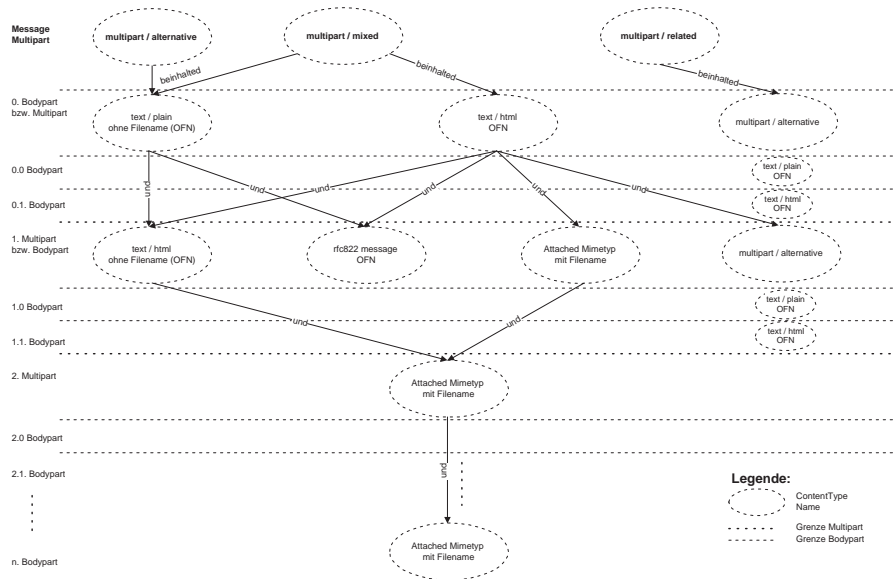 Message
Multipart
multipart / alternative
multipart / mixed
multipart / related
beinhalted
beinhalted
beinhalted
0. Bodypart
bzw. Multipart
text / plain
ohne Filename (OFN)
text / html
OFN
multipart / alternative
0.0 Bodypart
text / plain
OFN
und
und
und
und
und
und
0.1. Bodypart
text / html
OFN
1. Multipart
bzw. Bodypart
text / html
ohne Filename (OFN)
rfc822 message
OFN
Attached Mimetyp
mit Filename
multipart / alternative
1.0 Bodypart
text / plain
OFN
und
und
1.1. Bodypart
text / html
OFN
2. Multipart
Attached Mimetyp
mit Filename
2.0 Bodypart
2.1. Bodypart
und
Legende:
ContentType
Name
Grenze Multipart
Grenze Bodypart
n. Bodypart
Attached Mimetyp
mit Filename